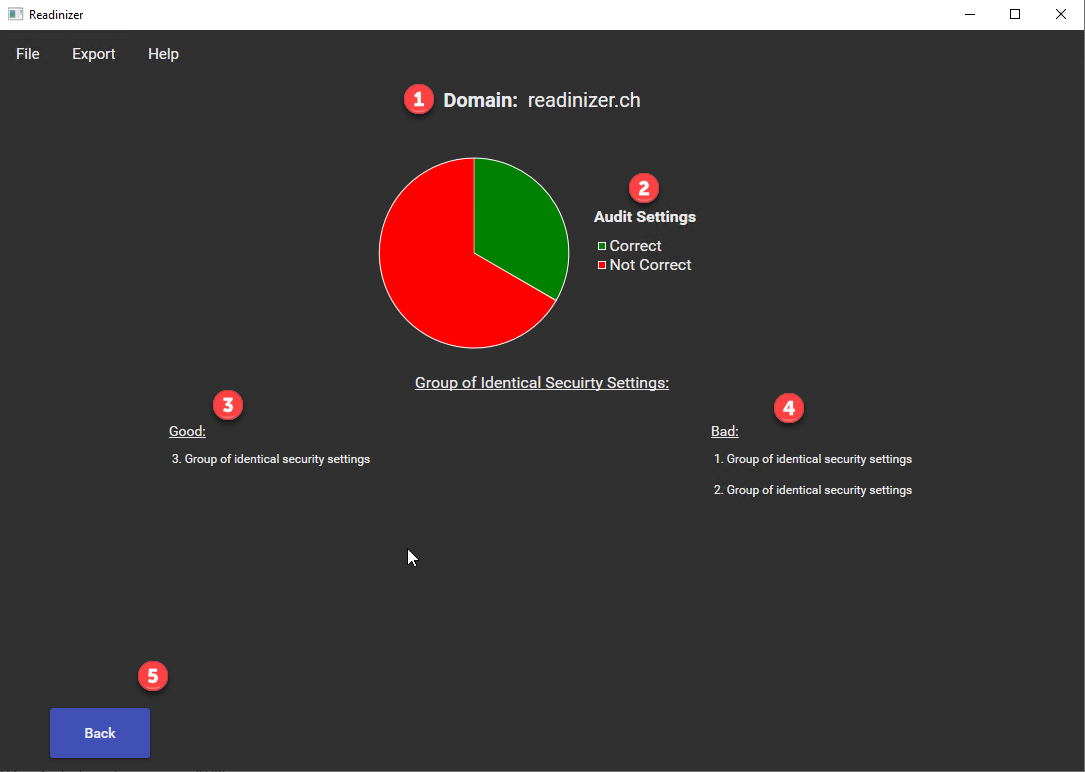 Readinizer
File Export Help
1 Domain: readinizer.ch
2
Audit Settings
Correct
Not Correct
Group of Identical Secuirty Settings:
3
Good:
3. Group of identical security settings
4
Bad:
1. Group of identical security settings
2. Group of identical security settings
5
Back